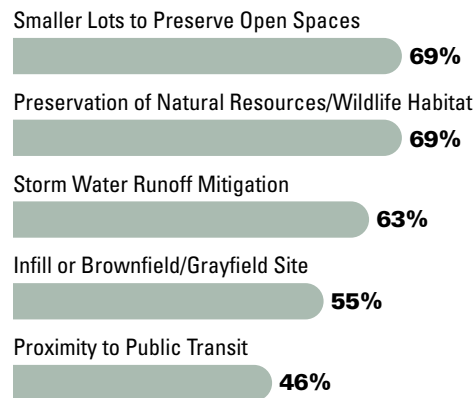 Smaller Lots to Preserve Open Spaces
69%
Preservation of Natural Resources/Wildlife Habitat
69%
Storm Water Runoff Mitigation
63%
Infill or Brownfield/Grayfield Site
55%
Proximity to Public Transit
46%